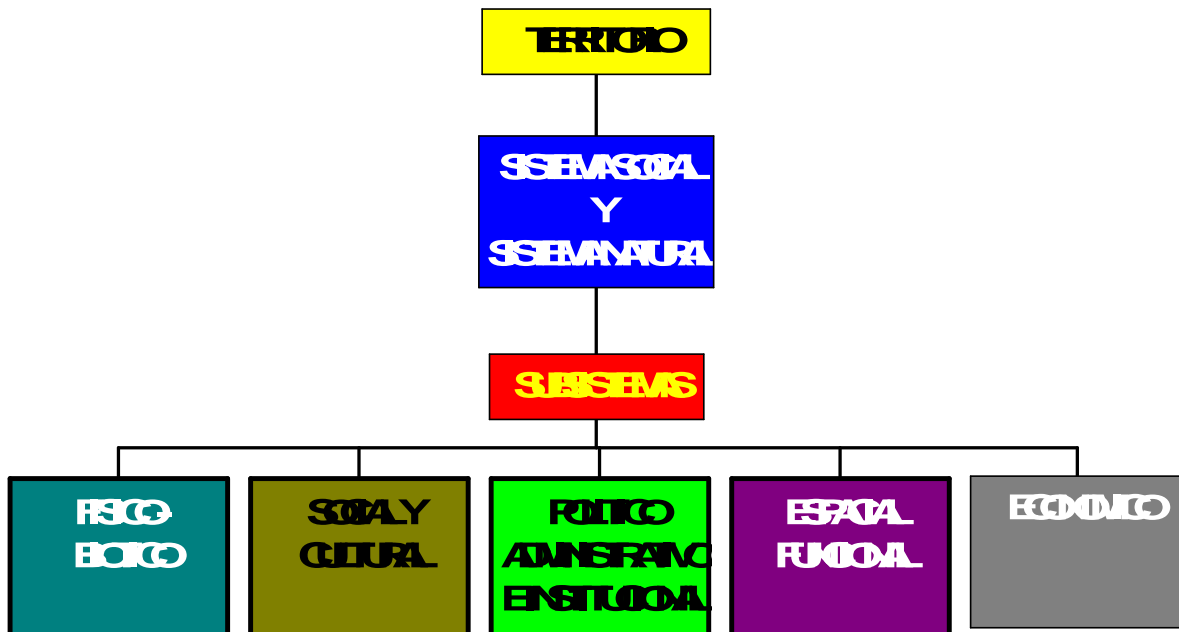 TERRITORIO
SISTEMA SOCIAL
Y
SISTEMA NATURAL
SUBSISTEMAS
FISICO-
BIOTICO
SOCIAL Y
CULTURAL
POLITICO
ADMINISTRATIVO
E INSTITUCIONAL
ESPACIAL
FUNCIONAL
ECONOMICO